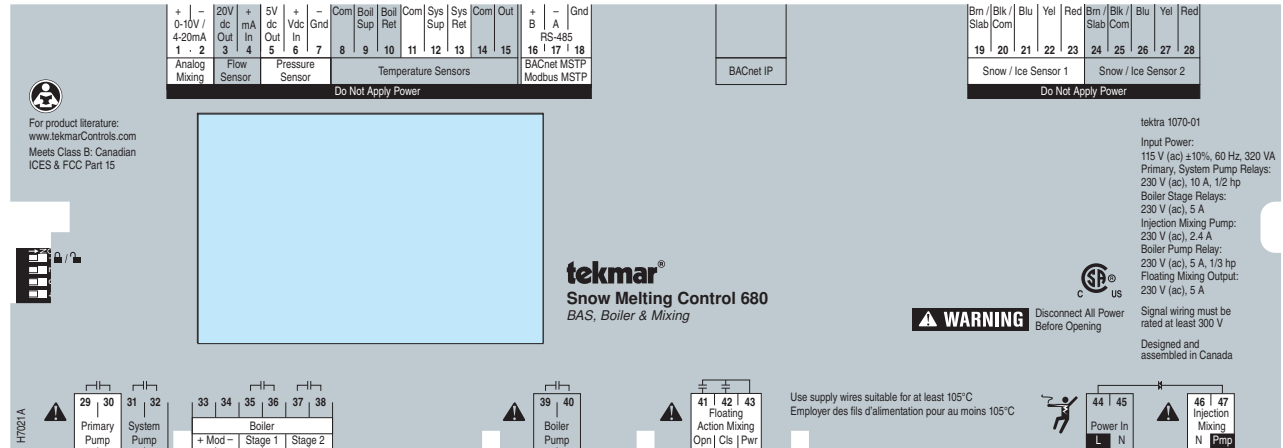 + – 20V + 5V + – Com Boil Boil Com Sys Sys Com Out + – Gnd
0-10V / dc mA dc Vdc Gnd Sup Ret Sup Ret B A
4-20mA Out In Out In RS-485
1 2 3 4 5 6 7 8 9 10 11 12 13 14 15 16 17 18
Analog Flow Pressure Temperature Sensors BACnet MSTP
Mixing Sensor Sensor Modbus MSTP
Do Not Apply Power
BACnet IP
Brn / Blk / Blu Yel Red Brn / Blk / Blu Yel Red
Slab Com Slab Com
19 20 21 22 23 24 25 26 27 28
Snow / Ice Sensor 1 Snow / Ice Sensor 2
Do Not Apply Power
For product literature:
www.tekmarControls.com
Meets Class B: Canadian
ICES & FCC Part 15
/
tekmar®
Snow Melting Control 680
BAS, Boiler & Mixing
tektra 1070-01
Input Power:
115 V (ac) ±10%, 60 Hz, 320 VA
Primary, System Pump Relays:
230 V (ac), 10 A, 1/2 hp
Boiler Stage Relays:
230 V (ac), 5 A
Injection Mixing Pump:
230 V (ac), 2.4 A
Boiler Pump Relay:
230 V (ac), 5 A, 1/3 hp
Floating Mixing Output:
230 V (ac), 5 A
Signal wiring must be
rated at least 300 V
Designed and
assembled in Canada
SA ®
C US
WARNING
Disconnect All Power
Before Opening
H7021A
29 30
Primary
Pump
31 32
System
Pump
33 34 35 36 37 38
Boiler
+ Mod – Stage 1 Stage 2
39 40
Boiler
Pump
41 42 43
Floating
Action Mixing
Opn Cls Pwr
Use supply wires suitable for at least 105°C
Employer des fils d'alimentation pour au moins 105°C
44 45
Power In
L N
46 47
Injection
Mixing
N Pmp